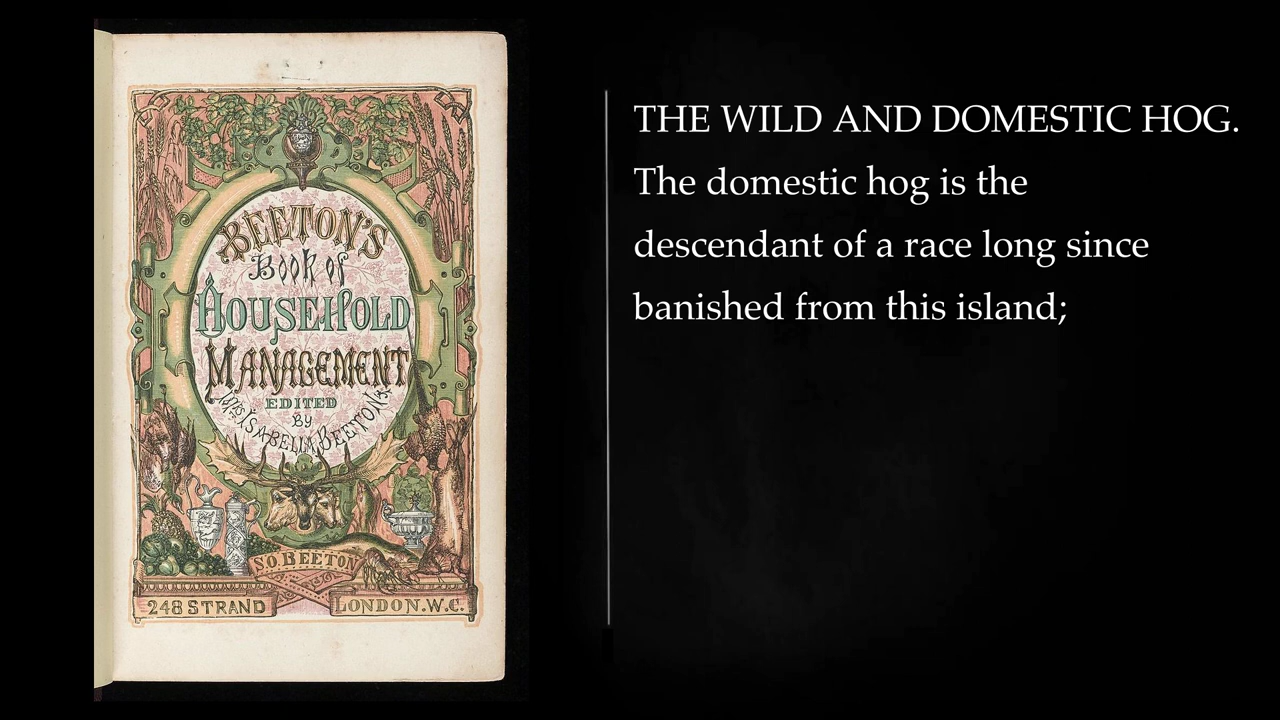 BEETON'S
Book of
HOUSEHOLD
MANAGEMENT
EDITED
BY
MRS ISABELLA BEETON
S.O. BEETON
248 STRAND
LONDON. W.C.
THE WILD AND DOMESTIC HOG.
The domestic hog is the
descendant of a race long since
banished from this island;